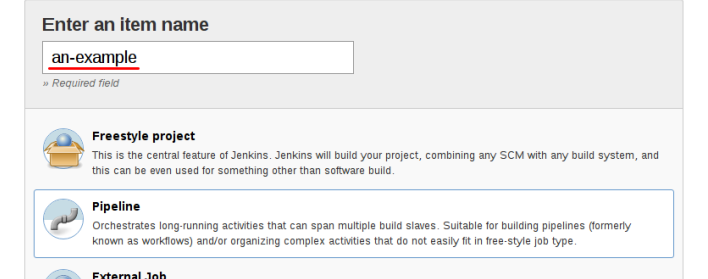 Enter an item name
an-example
» Required field
Freestyle project
This is the central feature of Jenkins. Jenkins will build your project, combining any SCM with any build system, and
this can be even used for something other than software build.
Pipeline
Orchestrates long-running activities that can span multiple build slaves. Suitable for building pipelines (formerly
known as workflows) and/or organizing complex activities that do not easily fit in free-style job type.
External Job